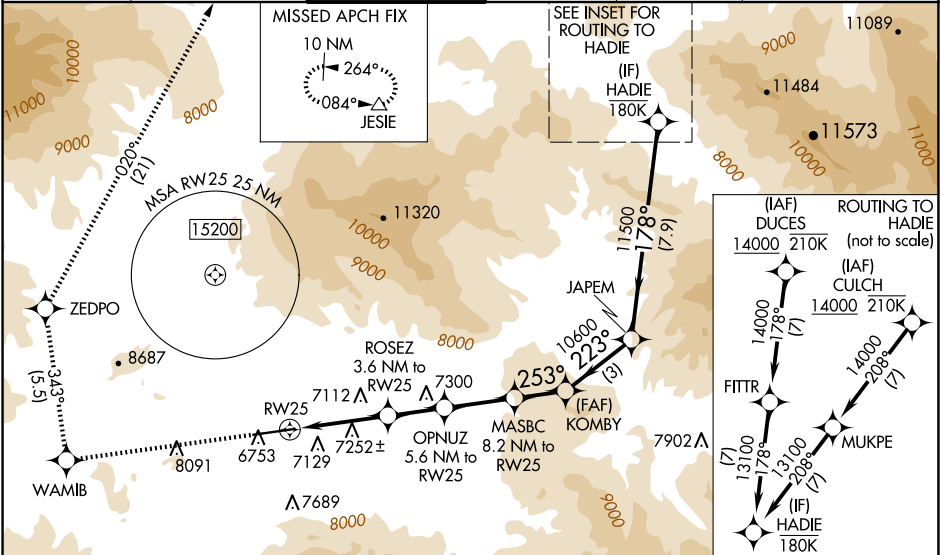 MISSED APCH FIX
10 NM
264°
084°
JESIE
SEE INSET FOR
ROUTING TO
HADIE
(IF)
HADIE
180K
11089
9000
11484
11573
10000
11000
8000
10000
11000
9000
8000
020°
(21)
MSA RW25 25 NM
15200
11320
10000
9000
11500
178°
(7.9)
JAPEM
10600
223°
(3)
ZEDPO
8687
343°
(5.5)
WAMIB
8000
ROSEZ
3.6 NM to
RW25
7112
7300
253°
(FAF)
KOMBY
MASBC
8.2 NM to
RW25
OPNUZ
5.6 NM to
RW25
RW25
8091
6753
7129
7252±
7689
7902
8000
9000
(IAF)
DUCES
14000 210K
ROUTING TO
HADIE
(not to scale)
(IAF)
CULCH
14000 210K
14000
178°
(7)
14000
208°
(7)
FITTR
MUKPE
13100
178°
(7)
13100
208°
(7)
(IF)
HADIE
180K